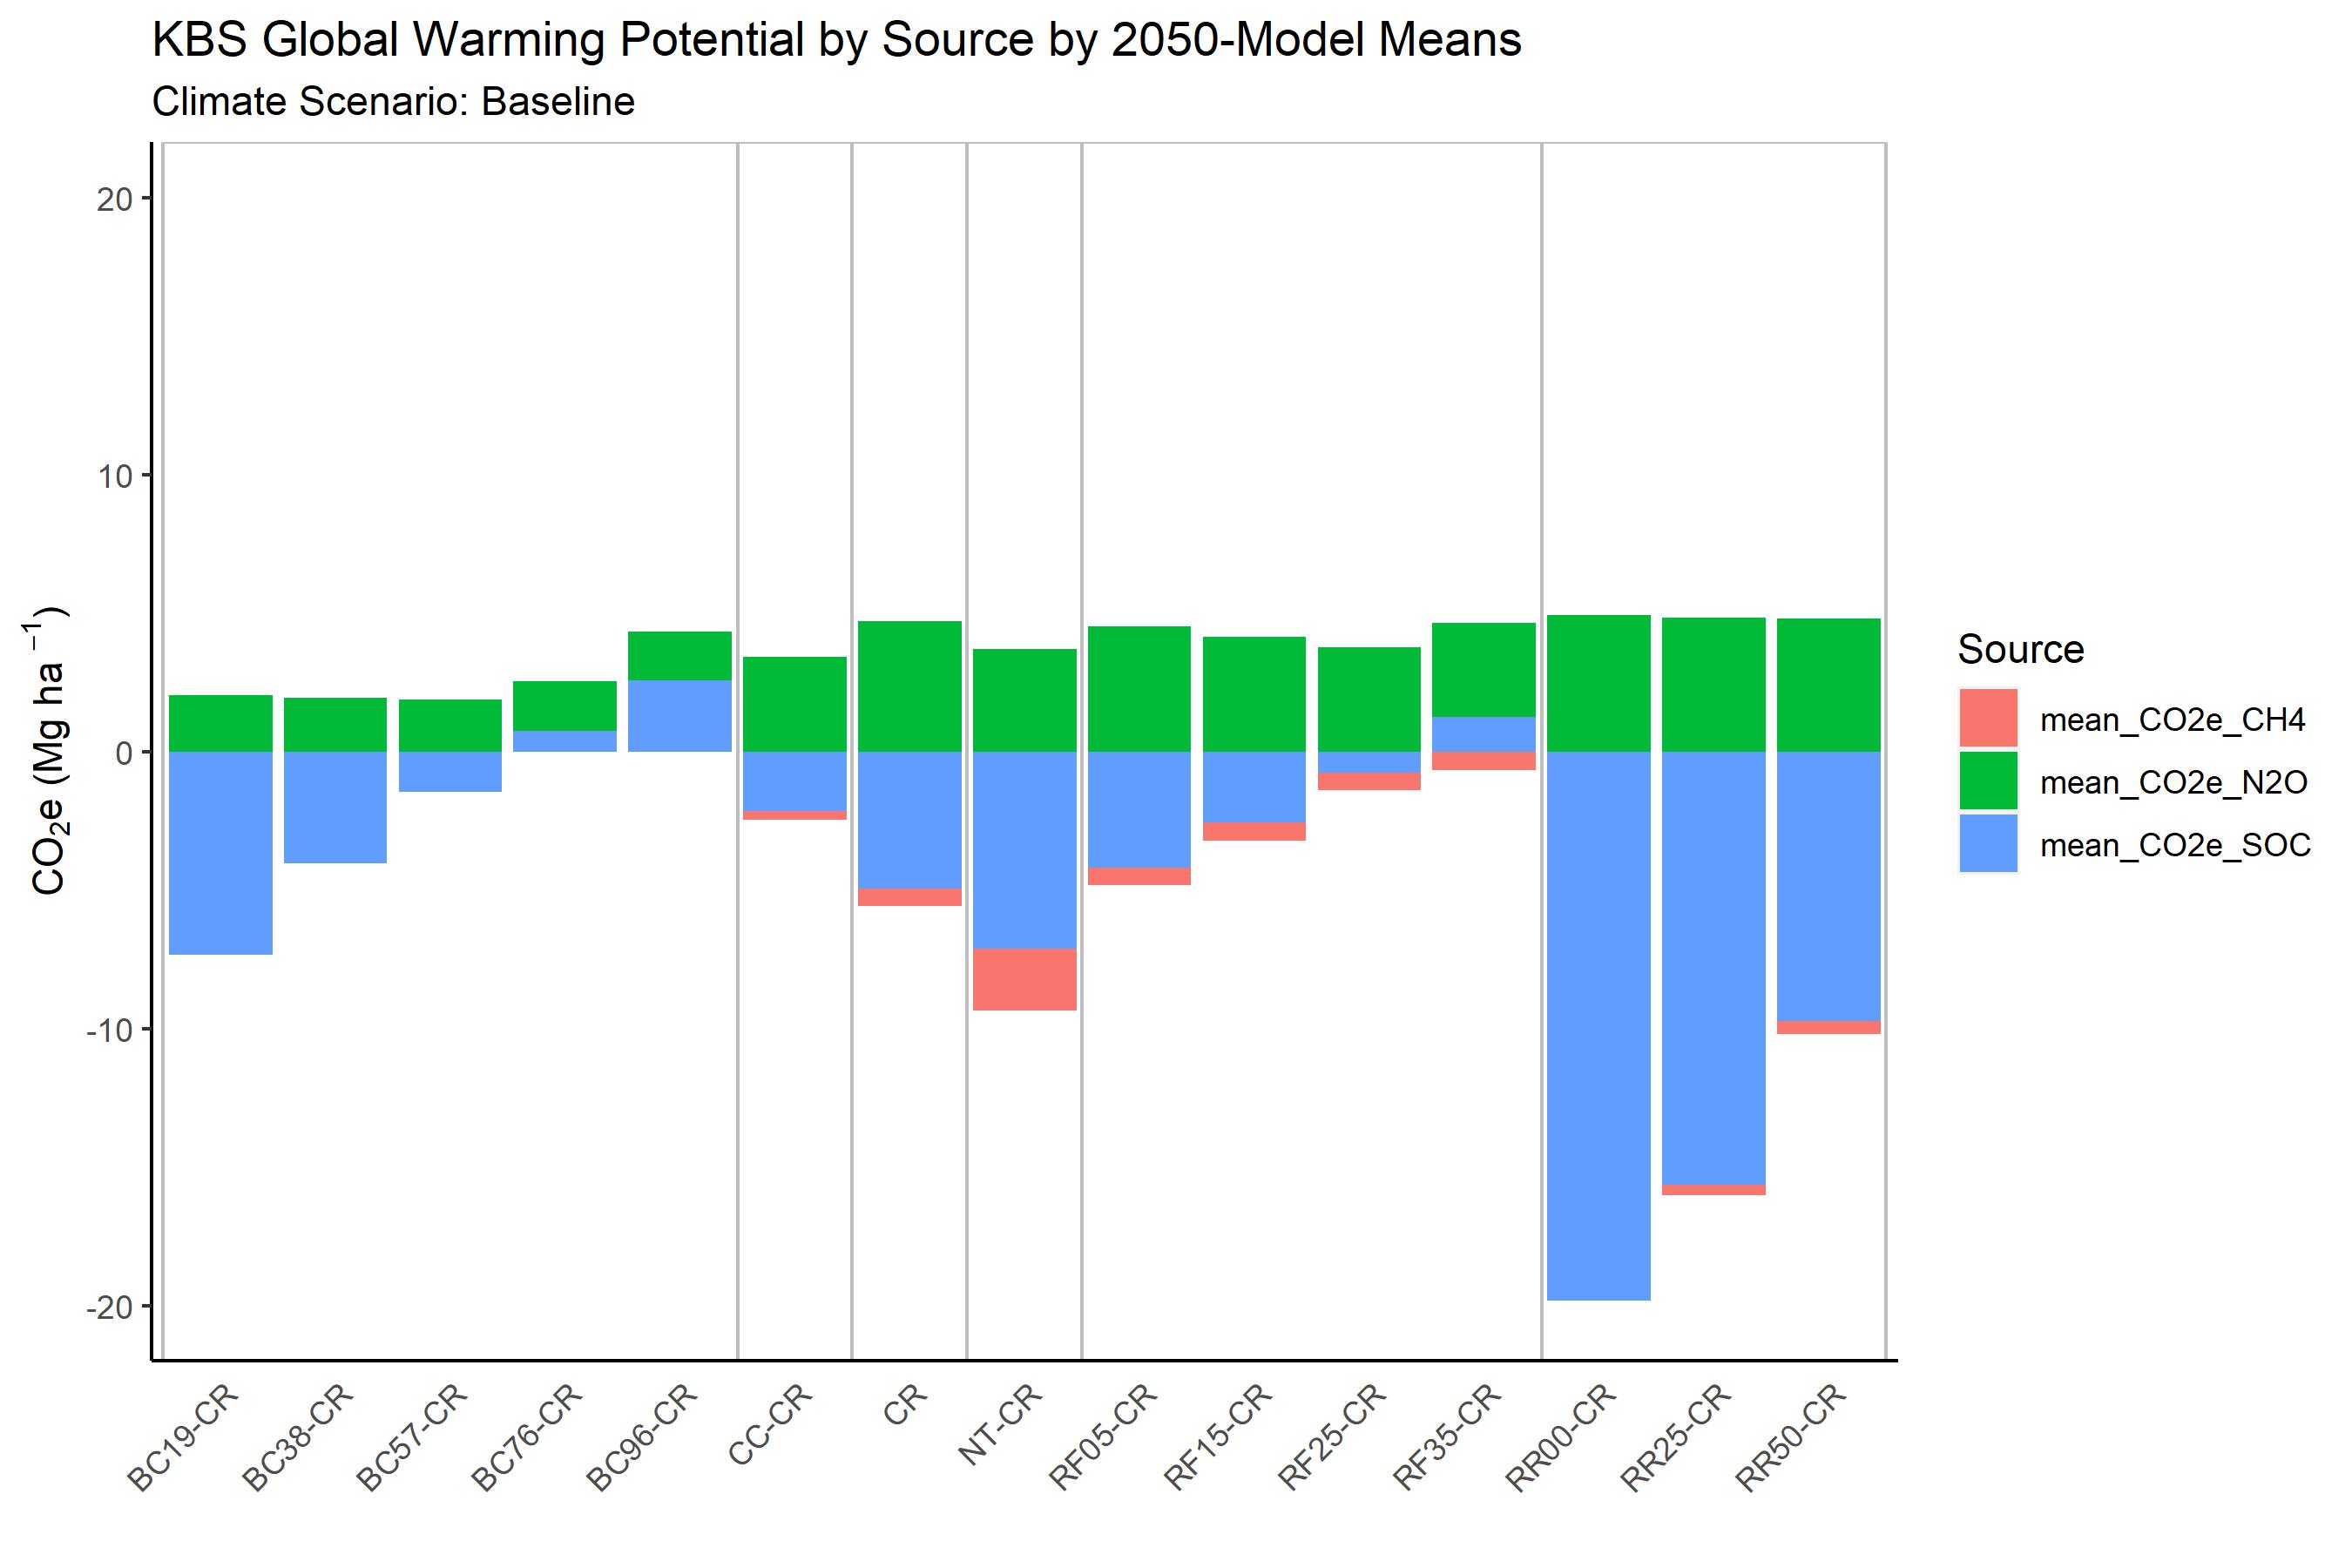 KBS Global Warming Potential by Source by 2050-Model Means
Climate Scenario: Baseline
CO₂e (Mg ha ⁻¹)
20
10
0
-10
-20
BC19-CR
BC38-CR
BC57-CR
BC76-CR
BC96-CR
CC-CR
CR
NT-CR
RF05-CR
RF15-CR
RF25-CR
RF35-CR
RR00-CR
RR25-CR
RR50-CR
Source
mean_CO2e_CH4
mean_CO2e_N2O
mean_CO2e_SOC